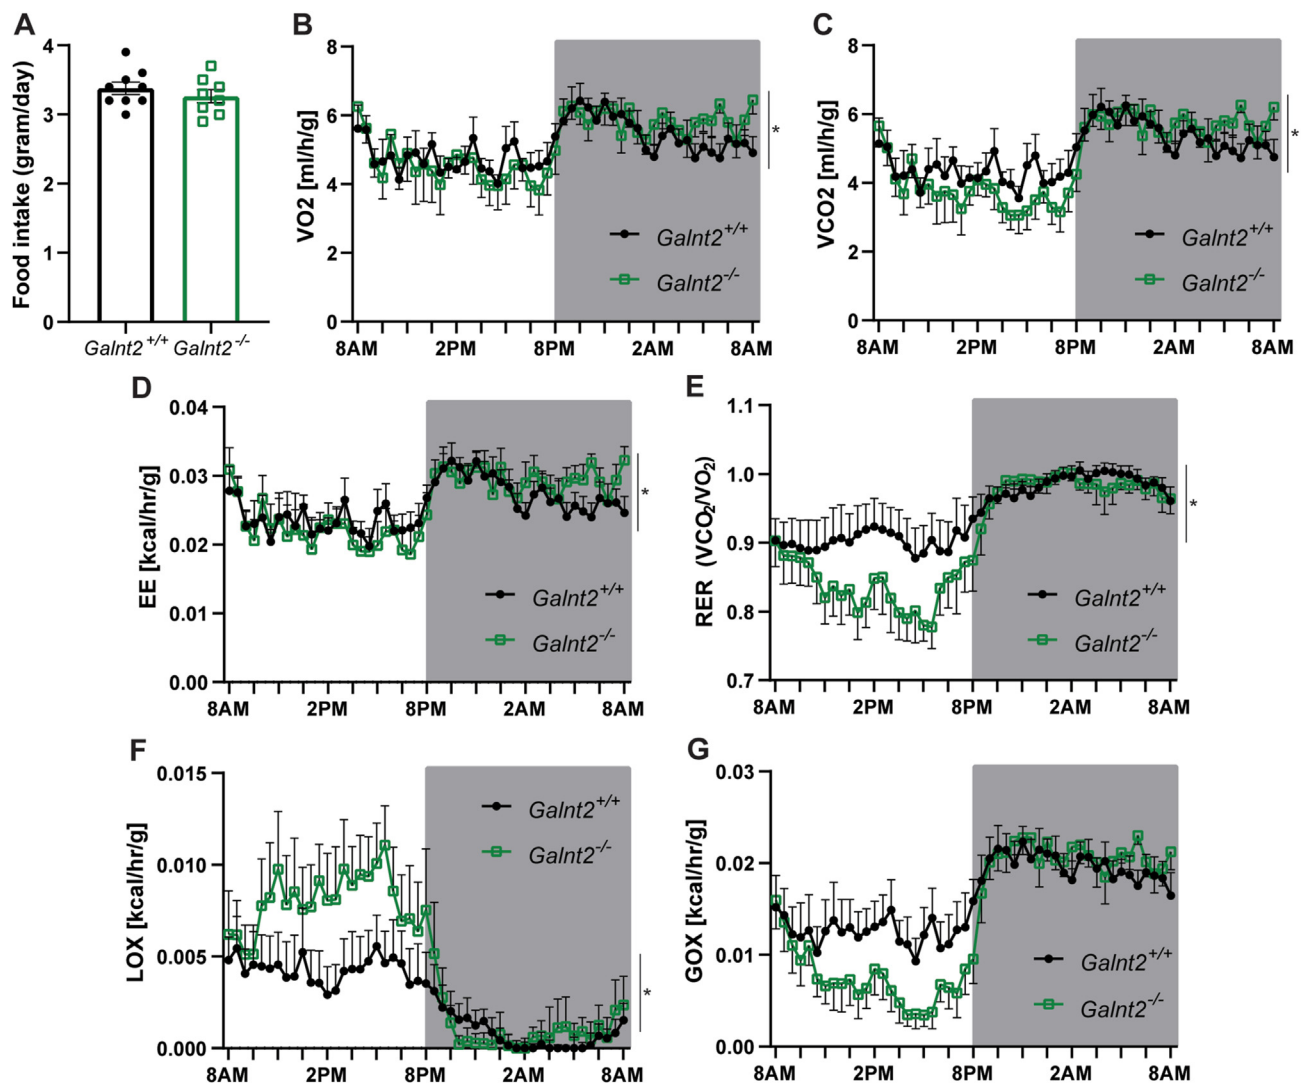 A
Food intake (gram/day)
4
3
2
1
0
Galnt2+/+ Galnt2-/-
B
VO2 [ml/h/g]
8
6
4
2
0
8AM 2PM 8PM 2AM 8AM
Galnt2+/+
Galnt2-/-
*
C
VCO2 [ml/h/g]
8
6
4
2
0
8AM 2PM 8PM 2AM 8AM
Galnt2+/+
Galnt2-/-
*
D
EE [kcal/hr/g]
0.04
0.03
0.02
0.01
0.00
8AM 2PM 8PM 2AM 8AM
Galnt2+/+
Galnt2-/-
*
E
RER (VCO2/VO2)
1.1
1.0
0.9
0.8
0.7
8AM 2PM 8PM 2AM 8AM
Galnt2+/+
Galnt2-/-
*
F
LOX [kcal/hr/g]
0.015
0.010
0.005
0.000
8AM 2PM 8PM 2AM 8AM
Galnt2+/+
Galnt2-/-
*
G
GOX [kcal/hr/g]
0.03
0.02
0.01
0.00
8AM 2PM 8PM 2AM 8AM
Galnt2+/+
Galnt2-/-